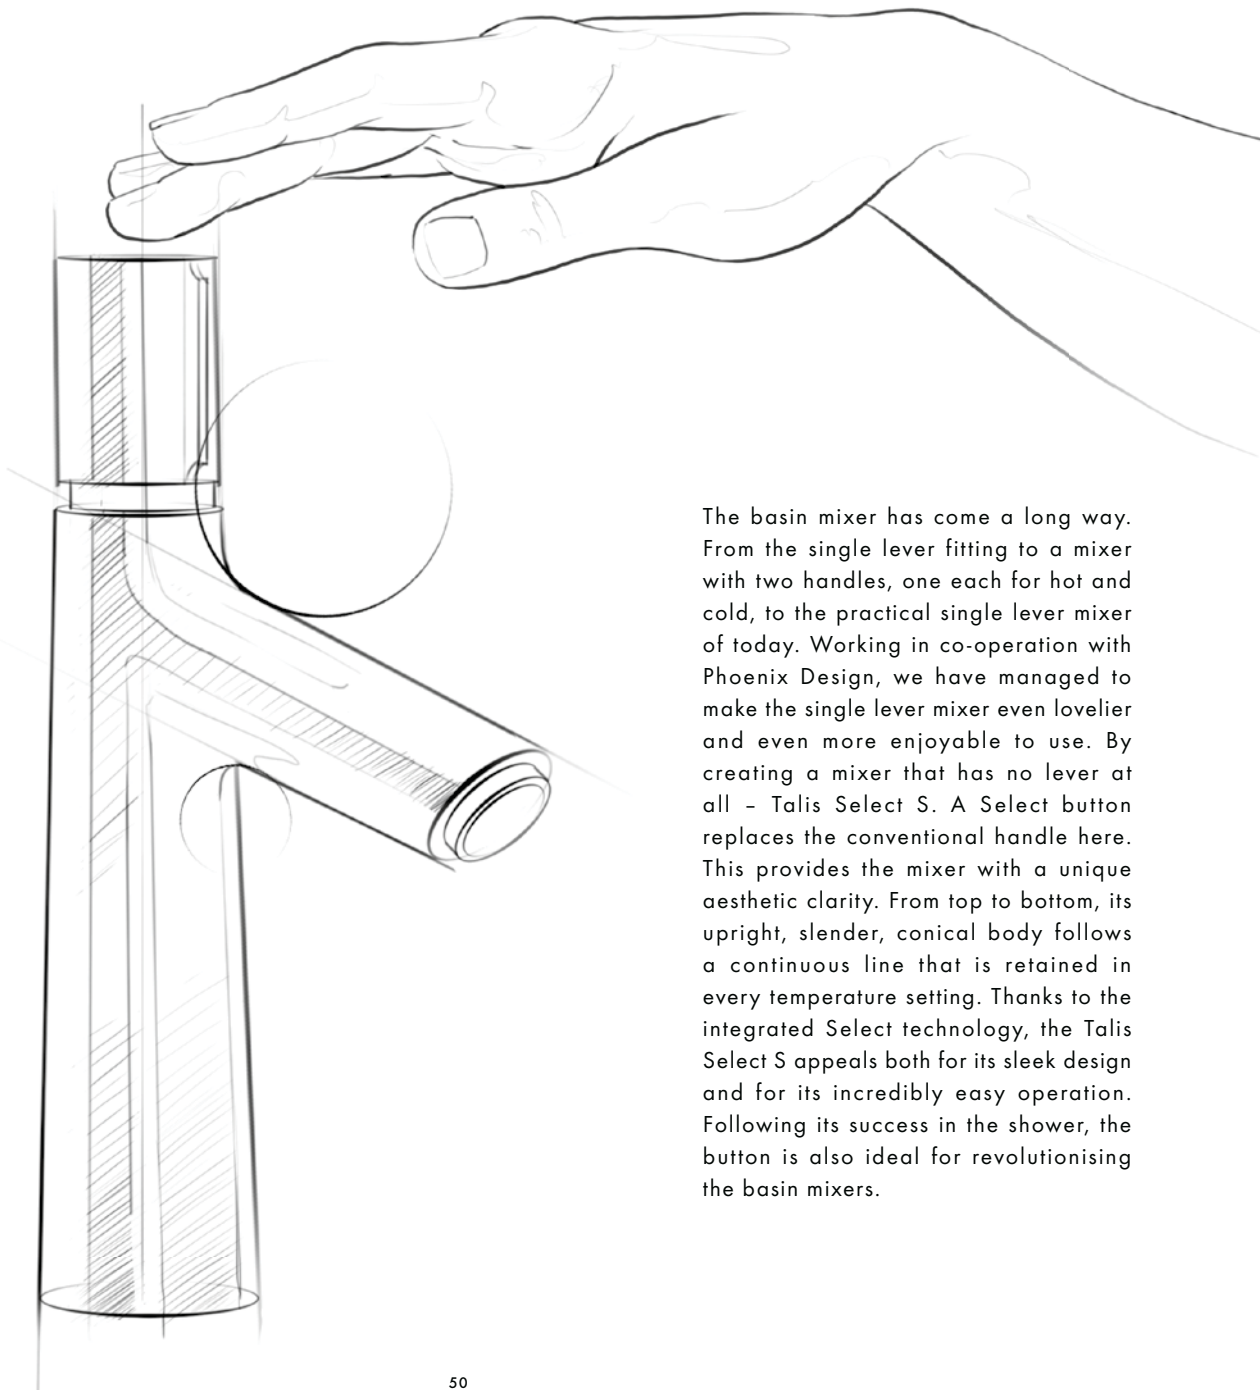 The basin mixer has come a long way.
From the single lever fitting to a mixer
with two handles, one each for hot and
cold, to the practical single lever mixer
of today. Working in co-operation with
Phoenix Design, we have managed to
make the single lever mixer even lovelier
and even more enjoyable to use. By
creating a mixer that has no lever at
all – Talis Select S. A Select button
replaces the conventional handle here.
This provides the mixer with a unique
aesthetic clarity. From top to bottom, its
upright, slender, conical body follows
a continuous line that is retained in
every temperature setting. Thanks to the
integrated Select technology, the Talis
Select S appeals both for its sleek design
and for its incredibly easy operation.
Following its success in the shower, the
button is also ideal for revolutionising
the basin mixers.
50